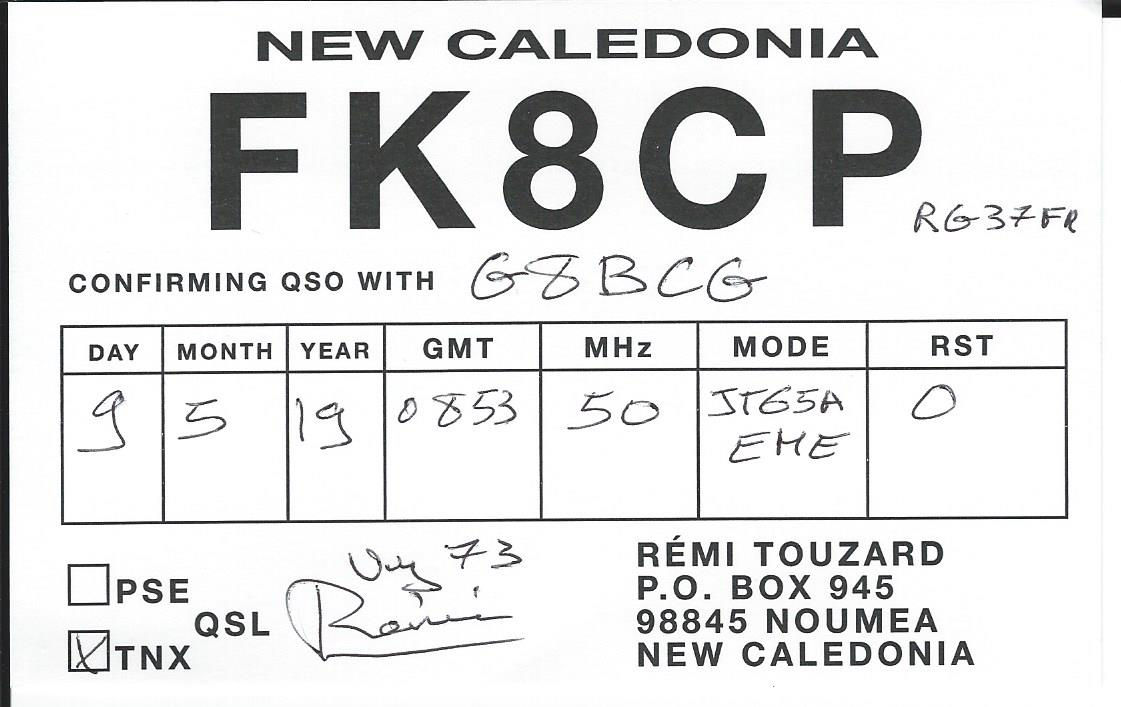 NEW CALEDONIA
FK8CP
RG37FR
CONFIRMING QSO WITH G8BCG
DAY MONTH YEAR GMT MHz MODE RST
9 5 19 0853 50 JT65A EME 0
Vy 73
Rémi
PSE
QSL
TNX
RÉMI TOUZARD
P.O. BOX 945
98845 NOUMEA
NEW CALEDONIA